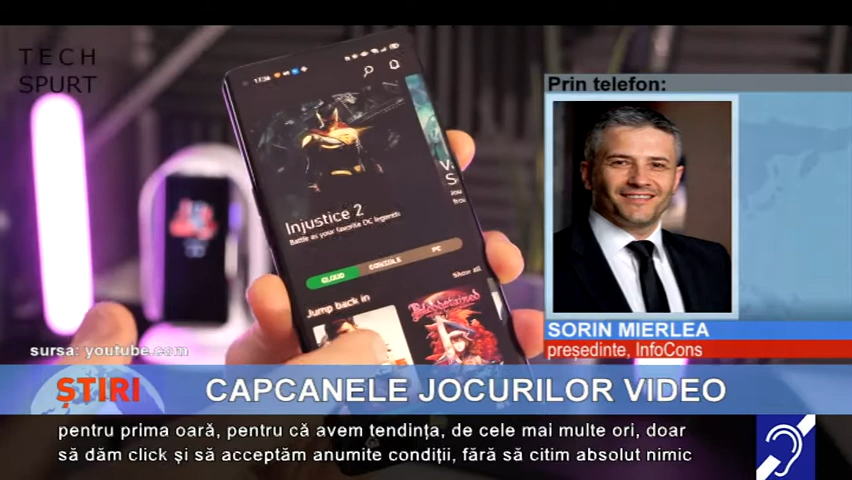 TECH
SPURT
17:36
Injustice 2
Battle as your favorite DC legends
CLOUD
CONSOLE
PC
Jump back in
Show all
Bloodstained
Prin telefon:
SORIN MIERLEA
președinte, InfoCons
sursa: youtube.com
ȘTIRI
CAPCANELE JOCURILOR VIDEO
pentru prima oară, pentru că avem tendința, de cele mai multe ori, doar
să dăm click și să acceptăm anumite condiții, fără să citim absolut nimic